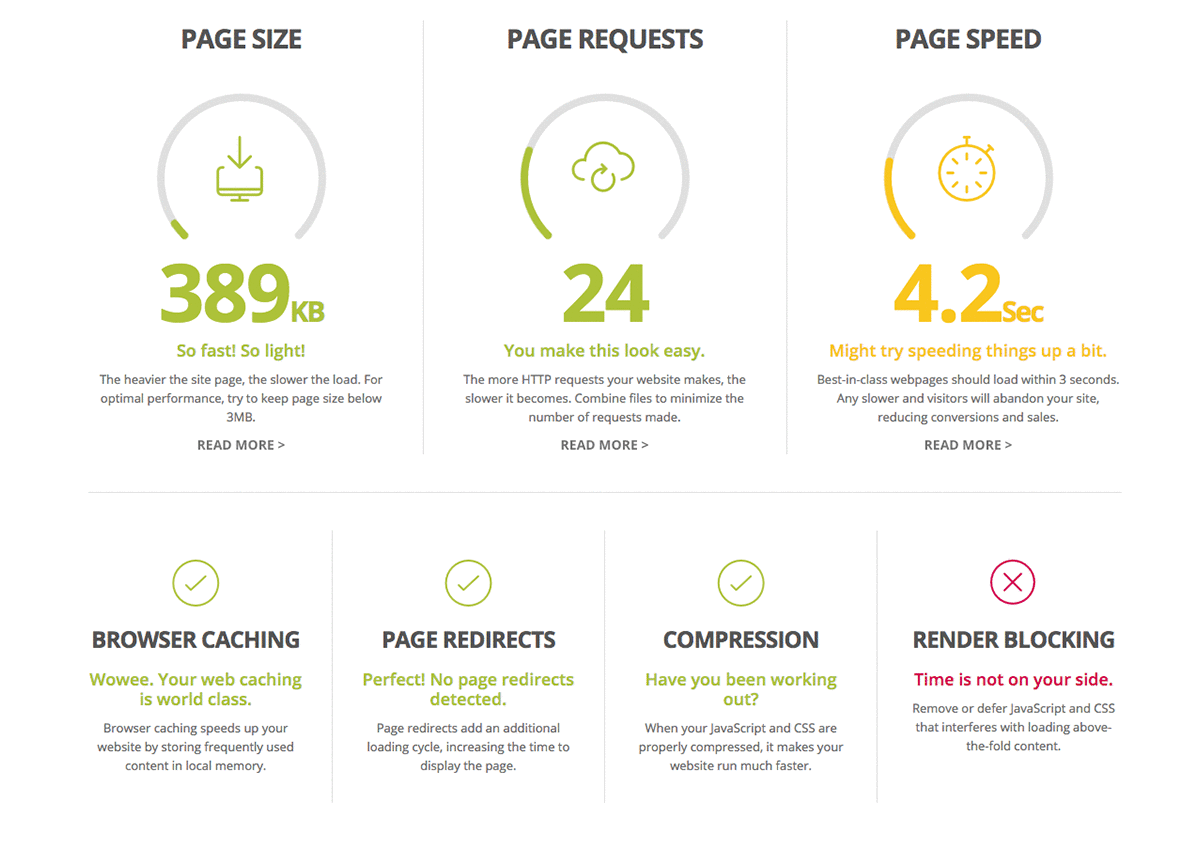 PAGE SIZE
389KB
So fast! So light!
The heavier the site page, the slower the load. For
optimal performance, try to keep page size below
3MB.
READ MORE >
PAGE REQUESTS
24
You make this look easy.
The more HTTP requests your website makes, the
slower it becomes. Combine files to minimize the
number of requests made.
READ MORE >
PAGE SPEED
4.2Sec
Might try speeding things up a bit.
Best-in-class webpages should load within 3 seconds.
Any slower and visitors will abandon your site,
reducing conversions and sales.
READ MORE >
BROWSER CACHING
Wowee. Your web caching
is world class.
Browser caching speeds up your
website by storing frequently used
content in local memory.
PAGE REDIRECTS
Perfect! No page redirects
detected.
Page redirects add an additional
loading cycle, increasing the time to
display the page.
COMPRESSION
Have you been working
out?
When your JavaScript and CSS are
properly compressed, it makes your
website run much faster.
RENDER BLOCKING
Time is not on your side.
Remove or defer JavaScript and CSS
that interferes with loading above-
the-fold content.